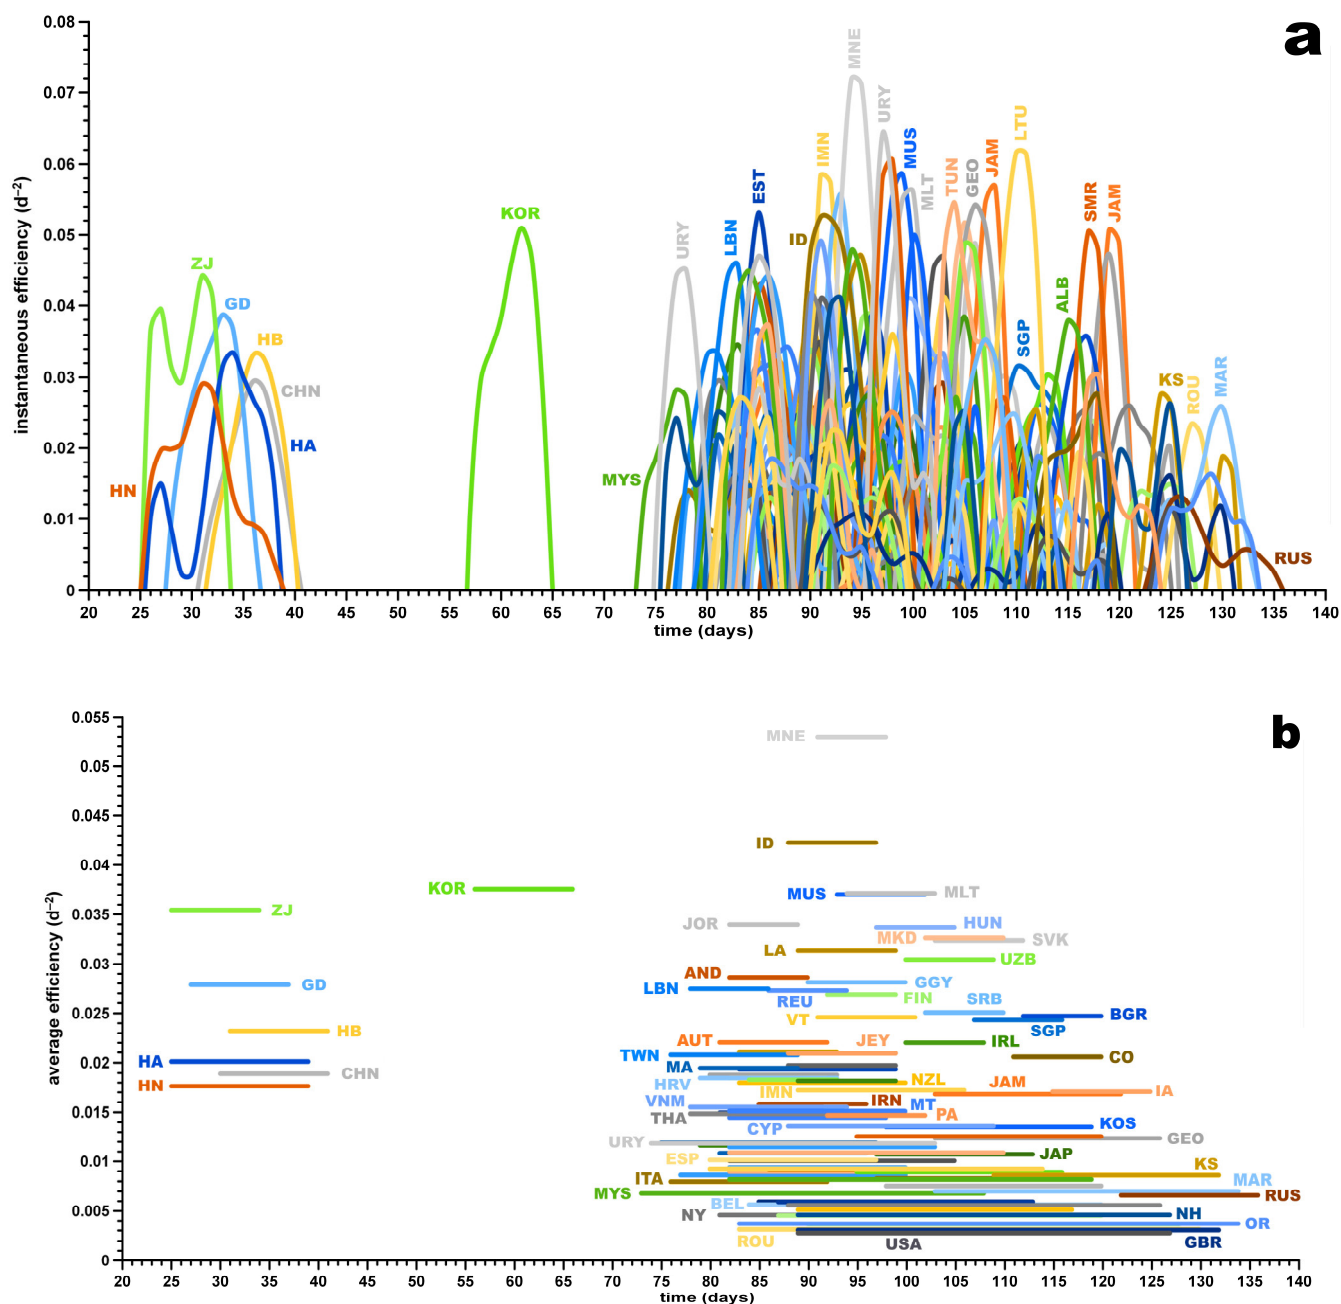 a
instantaneous efficiency (d⁻²)
0.08
0.07
0.06
0.05
0.04
0.03
0.02
0.01
0
MNE
URY
IMN
MUS
LTU
EST
MLT
TUN
GEO
JAM
KOR
URY
LBN
ID
SMR
JAM
ZJ
GD
HB
CHN
HA
HN
MYS
ALB
SGP
KS
ROU
MAR
RUS
20 25 30 35 40 45 50 55 60 65 70 75 80 85 90 95 100 105 110 115 120 125 130 135 140
time (days)
b
average efficiency (d⁻²)
0.055
0.05
0.045
0.04
0.035
0.03
0.025
0.02
0.015
0.01
0.005
0
MNE
ID
KOR
MUS MLT
ZJ
JOR HUN
MKD SVK
LA
UZB
AND
GD LBN GGY
REU FIN SRB
VT BGR
HB SGP
AUT JEY IRL
HA TWN CO
CHN MA
HN HRV NZL JAM
IMN IA
VNM IRN MT
THA PA
CYP KOS
URY GEO
ESP JAP
KS
ITA MAR
MYS RUS
BEL
NY NH
OR
ROU USA GBR
20 25 30 35 40 45 50 55 60 65 70 75 80 85 90 95 100 105 110 115 120 125 130 135 140
time (days)